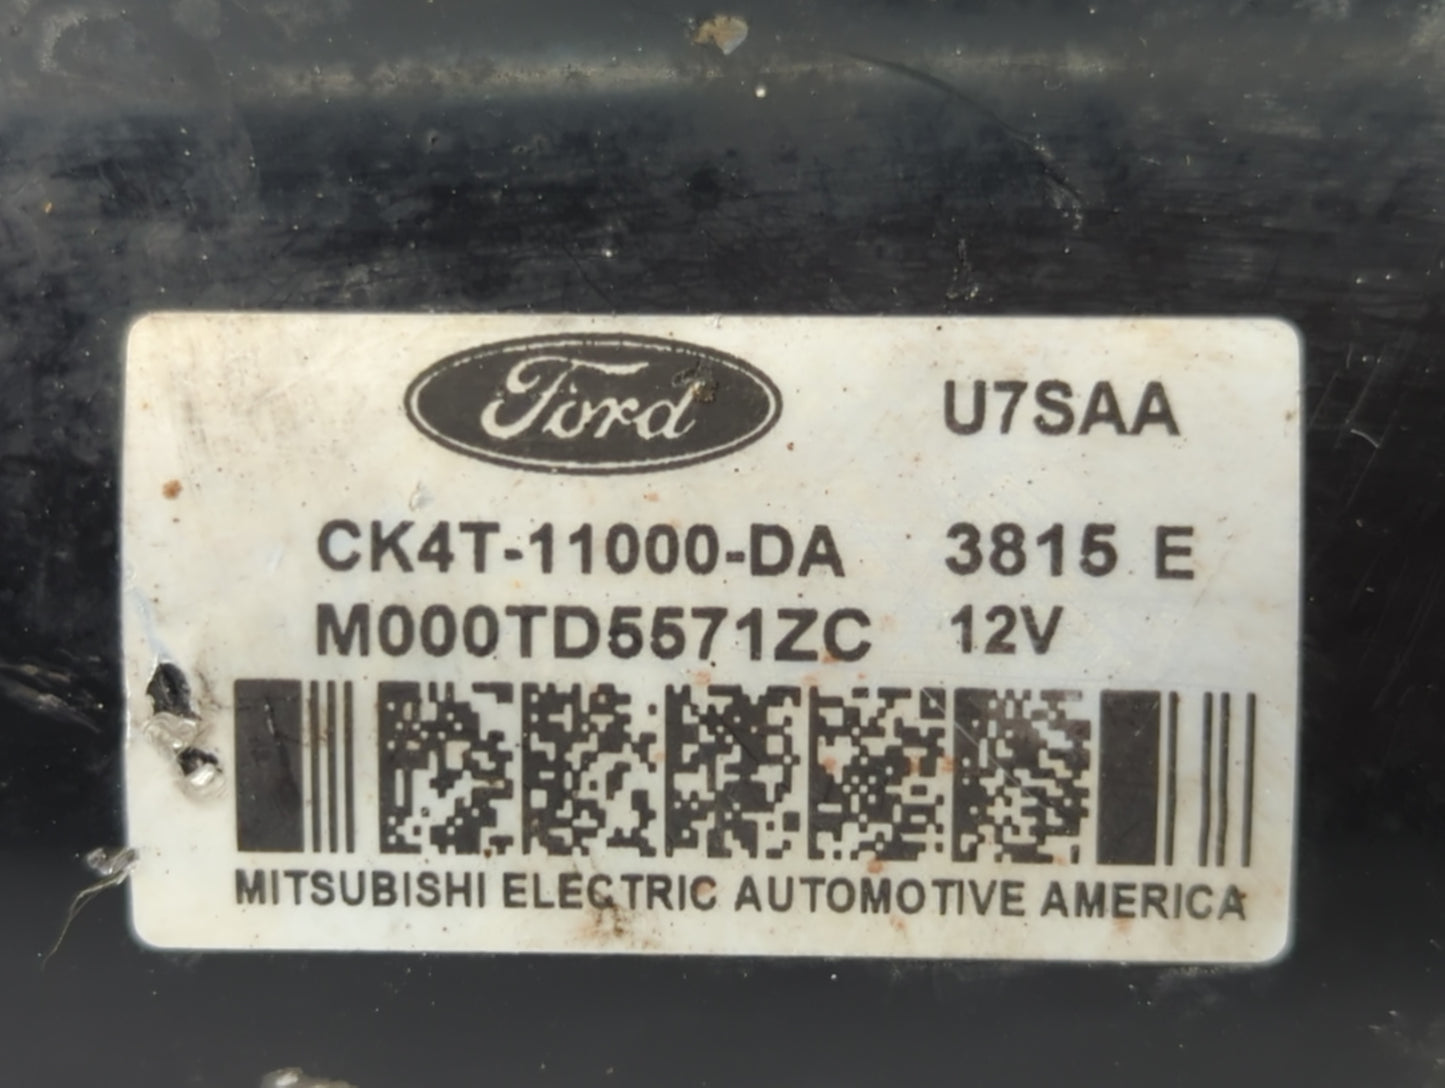 Ford U7SAA
CK4T-11000-DA 3815 E
M000TD5571ZC 12V
MITSUBISHI ELECTRIC AUTOMOTIVE AMERICA